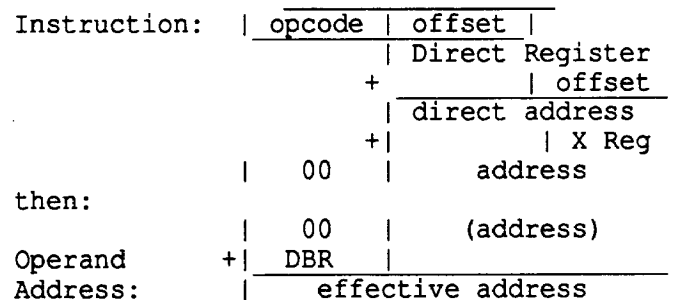 Instruction: | opcode | offset |
| Direct Register
+ | offset
| direct address
+| | X Reg
| 00 | address
then:
| 00 | (address)
Operand +| DBR |
Address: | effective address